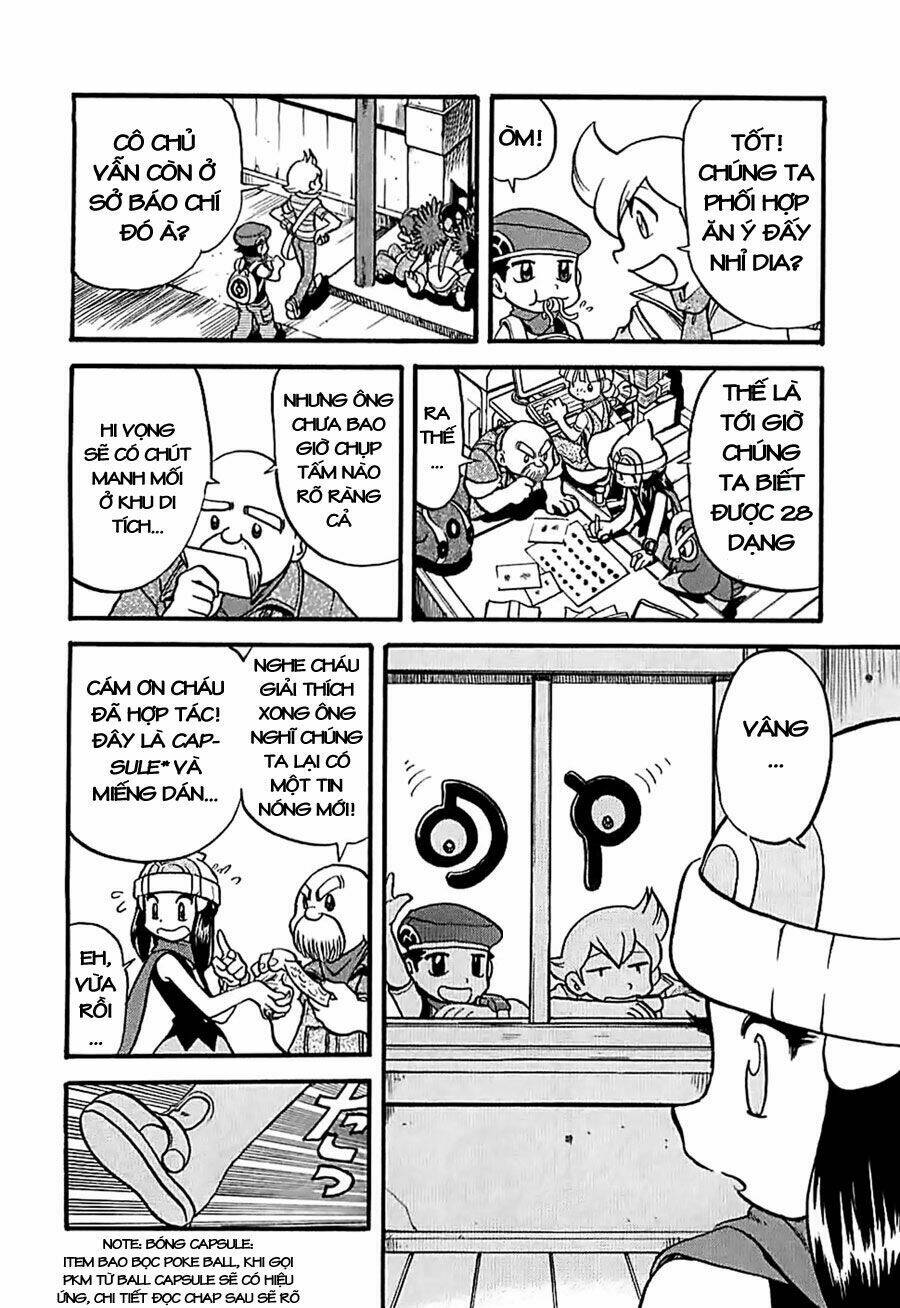 TỐT!
CHÚNG TA
PHỐI HỢP
ĂN Ý ĐẤY
NHỈ DIA?
ÒM!
CÔ CHỦ
VẪN CÒN Ở
SỞ BÁO CHÍ
ĐÓ À?
THẾ LÀ
TỚI GIỜ
CHÚNG
TA BIẾT
ĐƯỢC 28
DẠNG
RA
THẾ
...
NHƯNG ÔNG
CHƯA BAO
GIỜ CHỤP
TẤM NÀO
RÕ RÀNG
CẢ
HI VỌNG
SẼ CÓ CHÚT
MANH MỐI
Ở KHU DI
TÍCH...
VÂNG
...
NGHE CHÁU
GIẢI THÍCH
XONG ÔNG
NGHĨ CHÚNG
TA LẠI CÓ
MỘT TIN
NÓNG MỚI!
CÁM ƠN CHÁU
ĐÃ HỢP TÁC!
ĐÂY LÀ CAP-
SULE* VÀ
MIẾNG DÁN...
EH,
VỪA
RỒI
...
NOTE: BÓNG CAPSULE:
ITEM BAO BỌC POKE BALL, KHI GỌI
PKM TỪ BALL CAPSULE SẼ CÓ HIỆU
ỨNG, CHI TIẾT ĐỌC CHAP SAU SẼ RÕ